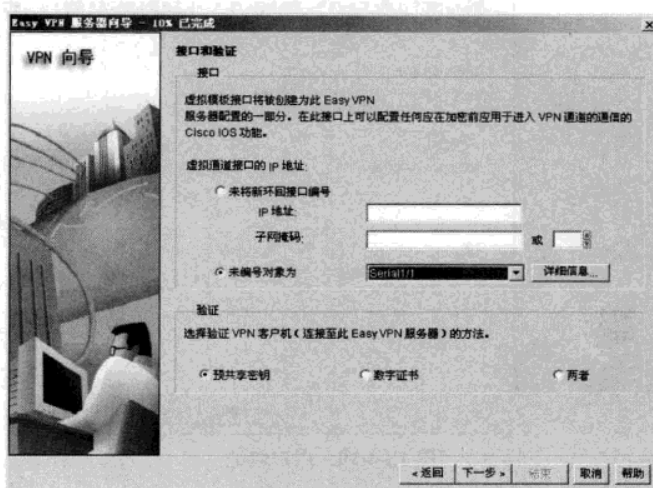 Easy VPN 服务器向导 - 10% 已完成
VPN 向导
接口和验证
接口
虚拟模板接口将被创建为此 Easy VPN
服务器配置的一部分。在此接口上可以配置任何应在加密前应用于进入 VPN 通道的通信的
Cisco IOS 功能。
虚拟通道接口的 IP 地址:
未将新环回接口编号
IP 地址:
子网掩码:
或
未编号对象为
Serial1/1
详细信息...
验证
选择验证 VPN 客户机(连接至此 Easy VPN 服务器)的方法。
预共享密钥
数字证书
两者
< 返回
下一步 >
结束
取消
帮助